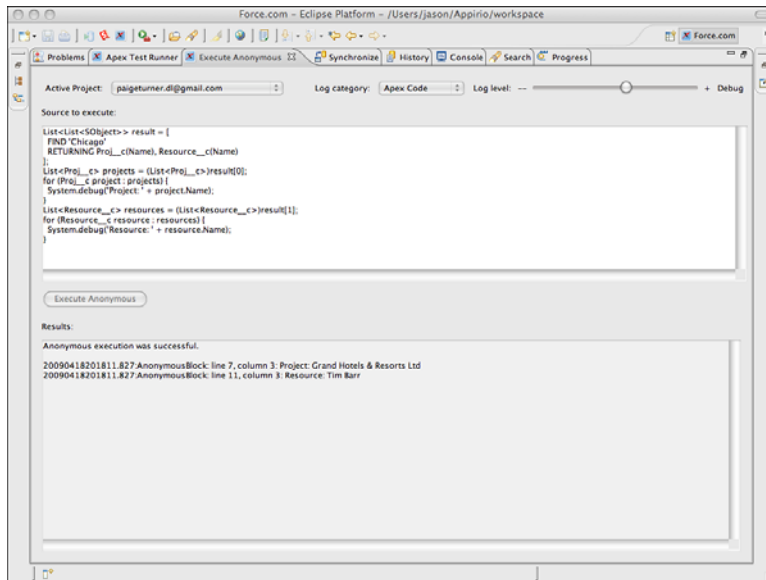 Force.com – Eclipse Platform – /Users/jason/Appirio/workspace
Force.com
Problems Apex Test Runner Execute Anonymous Synchronize History Console Search Progress
Active Project: paigeturner.dl@gmail.com Log category: Apex Code Log level: -- + Debug
Source to execute:
List<List<SObject>> result = [
FIND 'Chicago'
RETURNING Proj__c(Name), Resource__c(Name)
];
List<Proj__c> projects = (List<Proj__c>)result[0];
for (Proj__c project : projects) {
System.debug('Project: ' + project.Name);
}
List<Resource__c> resources = (List<Resource__c>)result[1];
for (Resource__c resource : resources) {
System.debug('Resource: ' + resource.Name);
}
Execute Anonymous
Results:
Anonymous execution was successful.
20090418201811.827:AnonymousBlock: line 7, column 3: Project: Grand Hotels & Resorts Ltd
20090418201811.827:AnonymousBlock: line 11, column 3: Resource: Tim Barr